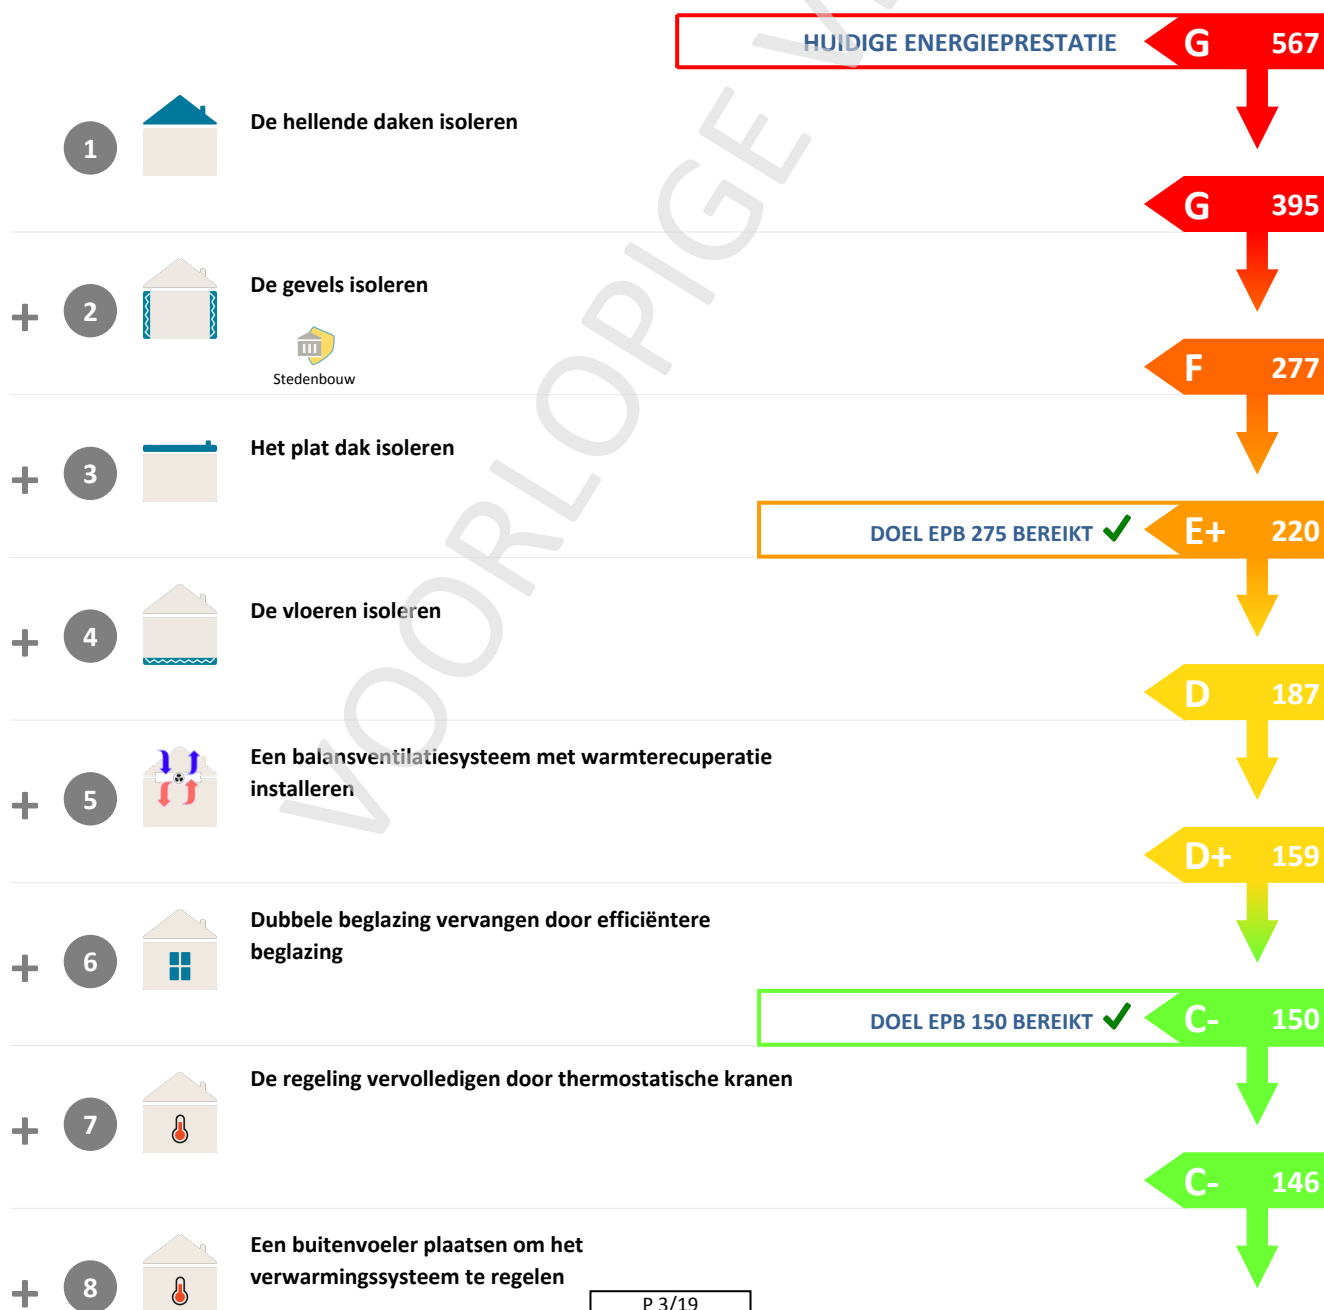 HUIDIGE ENERGIEPRESTATIE G 567
1 De hellende daken isoleren
G 395
+ 2 De gevels isoleren
Stedenbouw
F 277
+ 3 Het plat dak isoleren
DOEL EPB 275 BEREIKT ✓ E+ 220
+ 4 De vloeren isoleren
D 187
+ 5 Een balansventilatiesysteem met warmterecuperatie
installeren
D+ 159
+ 6 Dubbele beglazing vervangen door efficiëntere
beglazing
DOEL EPB 150 BEREIKT ✓ C- 150
+ 7 De regeling vervolledigen door thermostatische kranen
C- 146
+ 8 Een buitenvoeler plaatsen om het
verwarmingssysteem te regelen
P 3/19
VOORLOPIGE